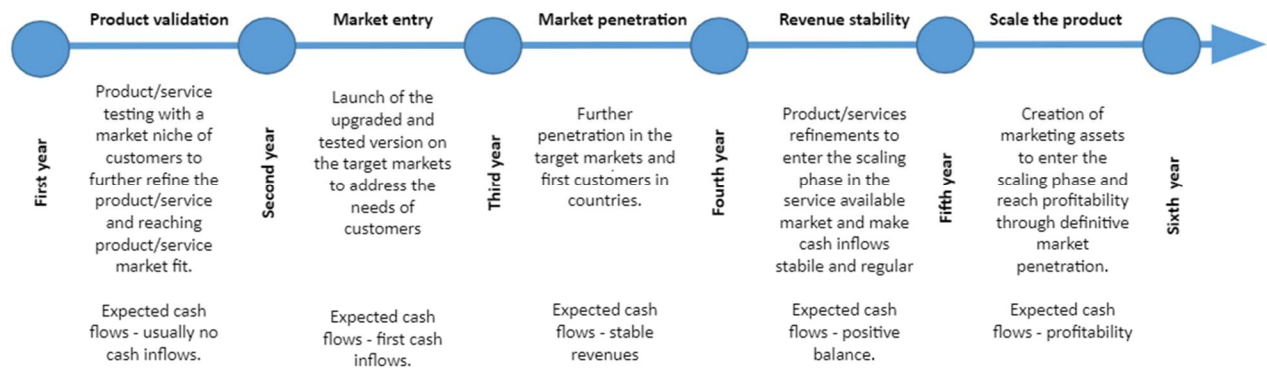 Product validation
Market entry
Market penetration
Revenue stability
Scale the product
First year
Product/service
testing with a
market niche of
customers to
further refine the
product/service
and reaching
product/service
market fit.
Expected cash
flows - usually no
cash inflows.
Second year
Launch of the
upgraded and
tested version on
the target markets
to address the
needs of
customers
Expected cash
flows - first cash
inflows.
Third year
Further
penetration in the
target markets and
first customers in
countries.
Expected cash
flows - stable
revenues
Fourth year
Product/services
refinements to
enter the scaling
phase in the
service available
market and make
cash inflows
stabile and regular
Expected cash
flows - positive
balance.
Fifth year
Creation of
marketing assets
to enter the
scaling phase and
reach profitability
through definitive
market
penetration.
Expected cash
flows - profitability
Sixth year